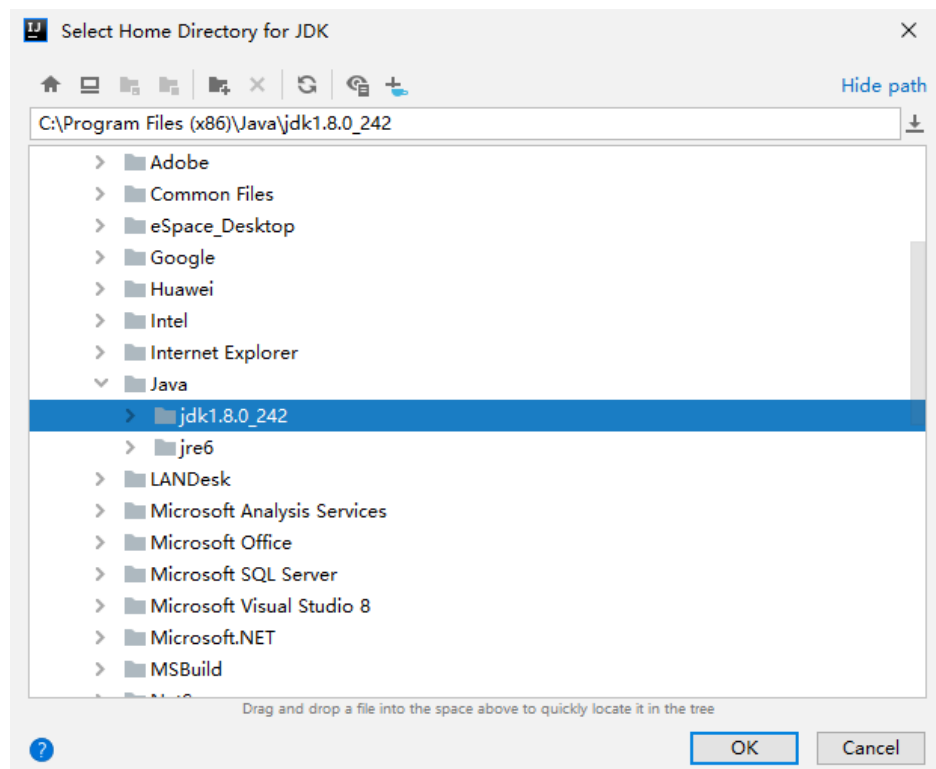 Select Home Directory for JDK
Hide path
C:\Program Files (x86)\Java\jdk1.8.0_242
Adobe
Common Files
eSpace_Desktop
Google
Huawei
Intel
Internet Explorer
Java
jdk1.8.0_242
jre6
LANDesk
Microsoft Analysis Services
Microsoft Office
Microsoft SQL Server
Microsoft Visual Studio 8
Microsoft.NET
MSBuild
Drag and drop a file into the space above to quickly locate it in the tree
OK Cancel